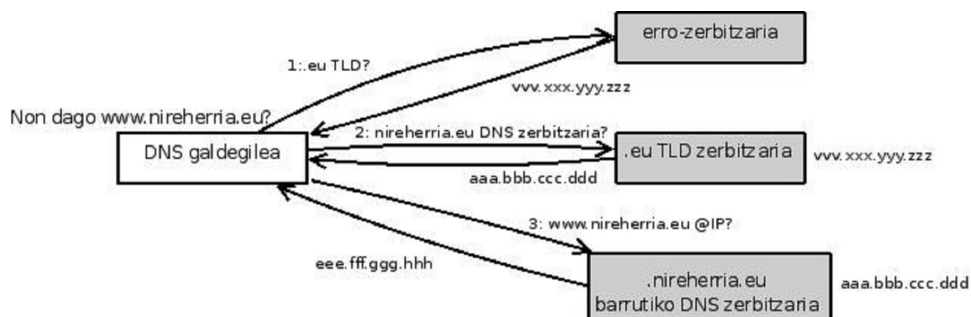 erro-zerbitzaria
1:.eu TLD?
vvv.xxx.yyy.zzz
Non dago www.nireherria.eu?
2: nireherria.eu DNS zerbitzaria?
DNS galdegilea
.eu TLD zerbitzaria
vvv.xxx.yyy.zzz
aaa.bbb.ccc.ddd
3: www.nireherria.eu @IP?
eee.fff.ggg.hhh
.nireherria.eu
barrutiko DNS zerbitzaria
aaa.bbb.ccc.ddd